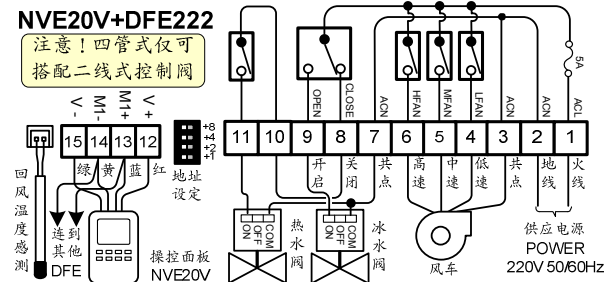 NVE20V+DFE222
注意！四管式仅可
搭配二线式控制阀
V -
M1-
M1+
V +
+8
+4
+2
+1
OPEN
CLOSE
ACN
HFAN
MFAN
LFAN
ACN
ACN
ACL
5A
15 14 13 12
11 10 9 8 7 6 5 4 3 2 1
绿 黄 蓝 红
地址
设定
开启
关闭
共点
高速
中速
低速
共点
地线
火线
回风温度感测
连到
其他
DFE
操控面板
NVE20V
ON
OFF
COM
热水阀
ON
OFF
COM
冰水阀
风车
供应电源
POWER
220V 50/60Hz